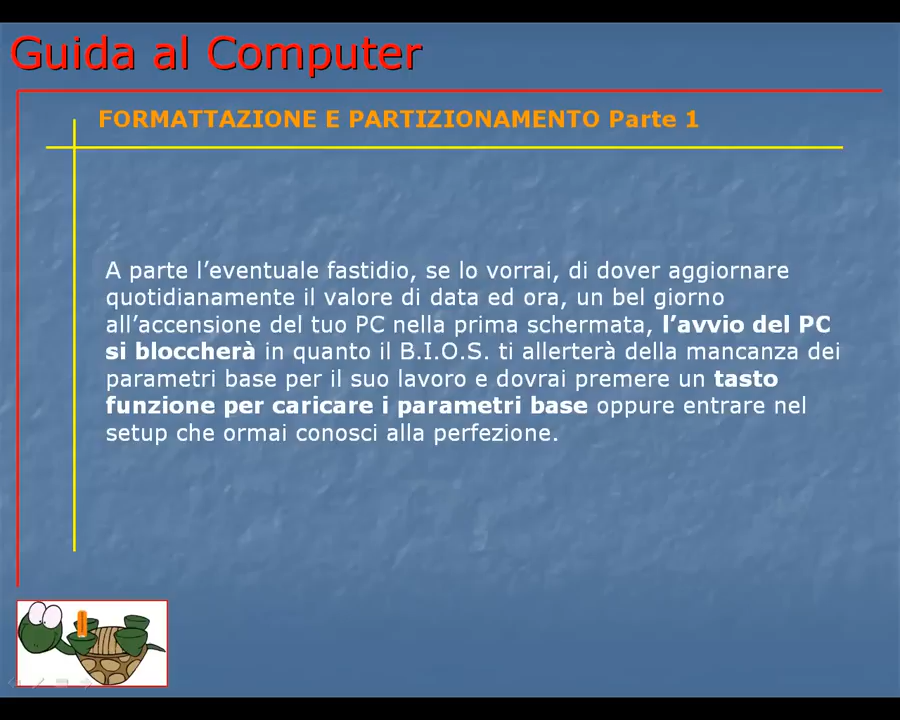 Guida al Computer
FORMATTAZIONE E PARTIZIONAMENTO Parte 1
A parte l’eventuale fastidio, se lo vorrai, di dover aggiornare
quotidianamente il valore di data ed ora, un bel giorno
all’accensione del tuo PC nella prima schermata, l’avvio del PC
si bloccherà in quanto il B.I.O.S. ti allerterà della mancanza dei
parametri base per il suo lavoro e dovrai premere un tasto
funzione per caricare i parametri base oppure entrare nel
setup che ormai conosci alla perfezione.